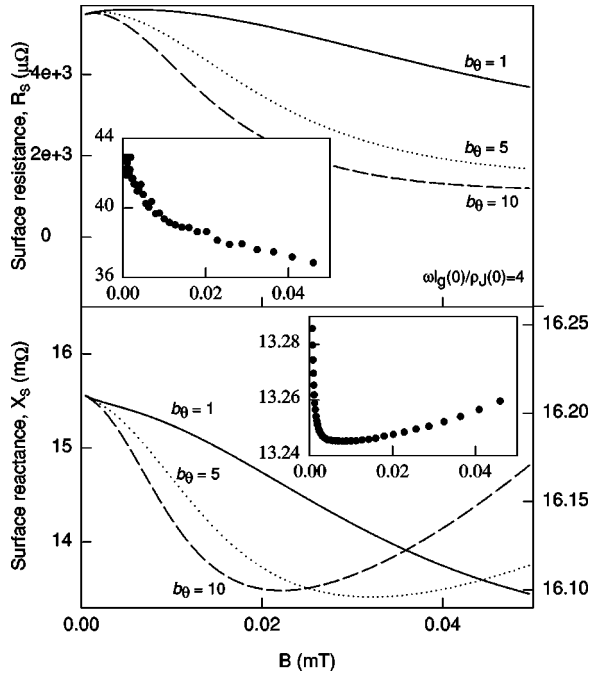 Surface resistance, R_S (μΩ)
4e+3
2e+3
0
b_θ = 1
b_θ = 5
b_θ = 10
44
40
36
0.00
0.02
0.04
ωl_g(0)/ρ_J(0)=4
Surface reactance, X_S (mΩ)
16
15
14
16.25
16.20
16.15
16.10
b_θ = 1
b_θ = 5
b_θ = 10
13.28
13.26
13.24
0.00
0.02
0.04
0.00
0.02
0.04
B (mT)